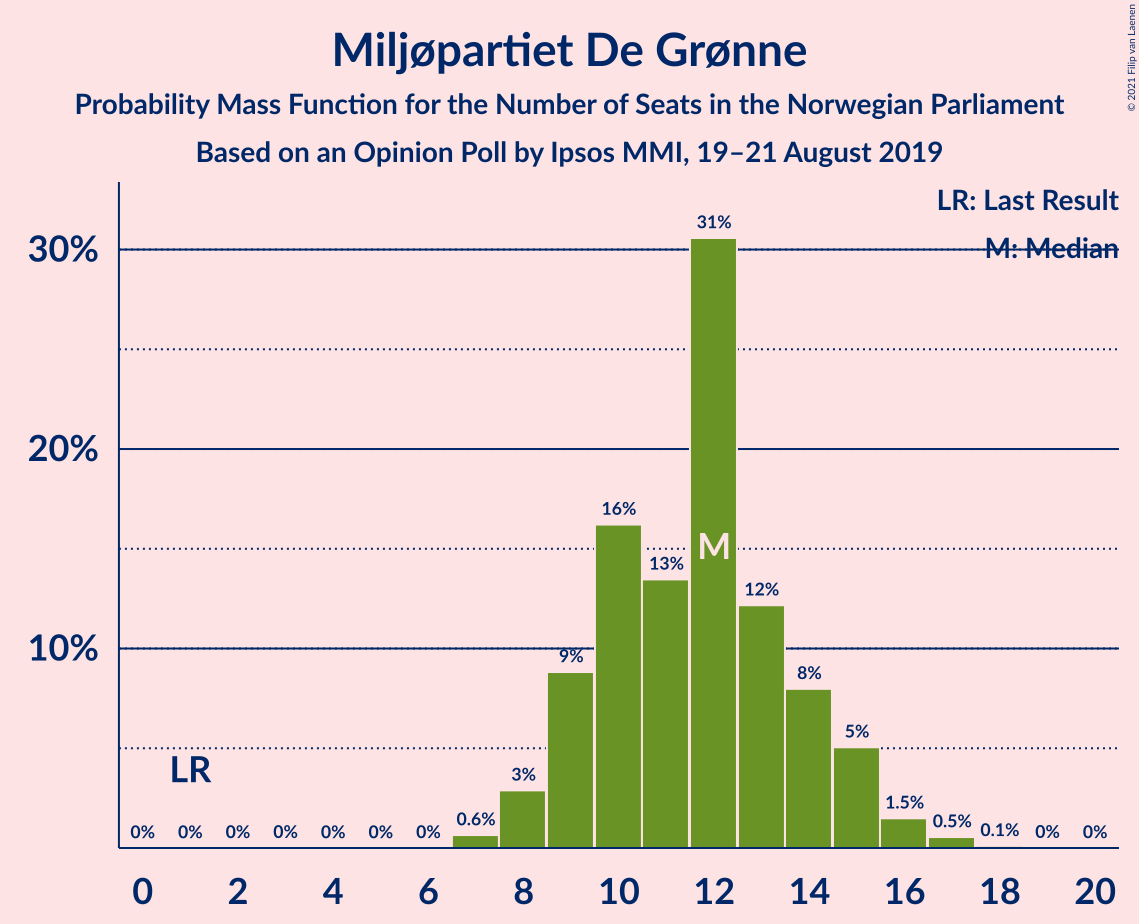 Miljøpartiet De Grønne
Probability Mass Function for the Number of Seats in the Norwegian Parliament
Based on an Opinion Poll by Ipsos MMI, 19–21 August 2019
© 2021 Filip van Laenen
LR: Last Result
M: Median
30%
20%
10%
31%
16%
13%
12%
9%
8%
5%
3%
1.5%
0.6%
0.5%
0.1%
M
LR
0% 0% 0% 0% 0% 0% 0% 0% 0%
0 2 4 6 8 10 12 14 16 18 20